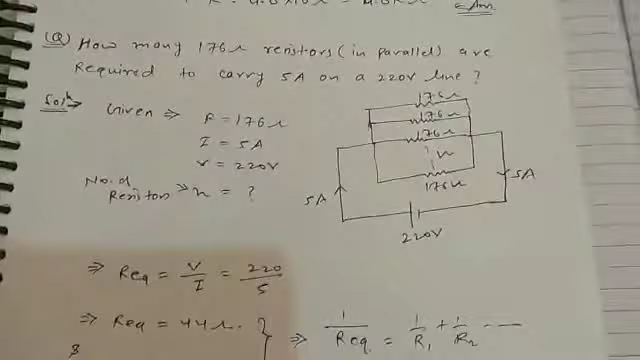 (Q) How many 176Ω resistors (in parallel) are
Required to carry 5A on a 220V line?
Solⁿ⇒ Given ⇒ R = 176Ω
I = 5A
V = 220V
No. of
Resistor ⇒ n = ?
176Ω
176Ω
176Ω
n
176Ω
5A
5A
220V
⇒ Req = V/I = 220/5
⇒ Req = 44Ω } ⇒ 1/Req = 1/R₁ + 1/R₂ -----